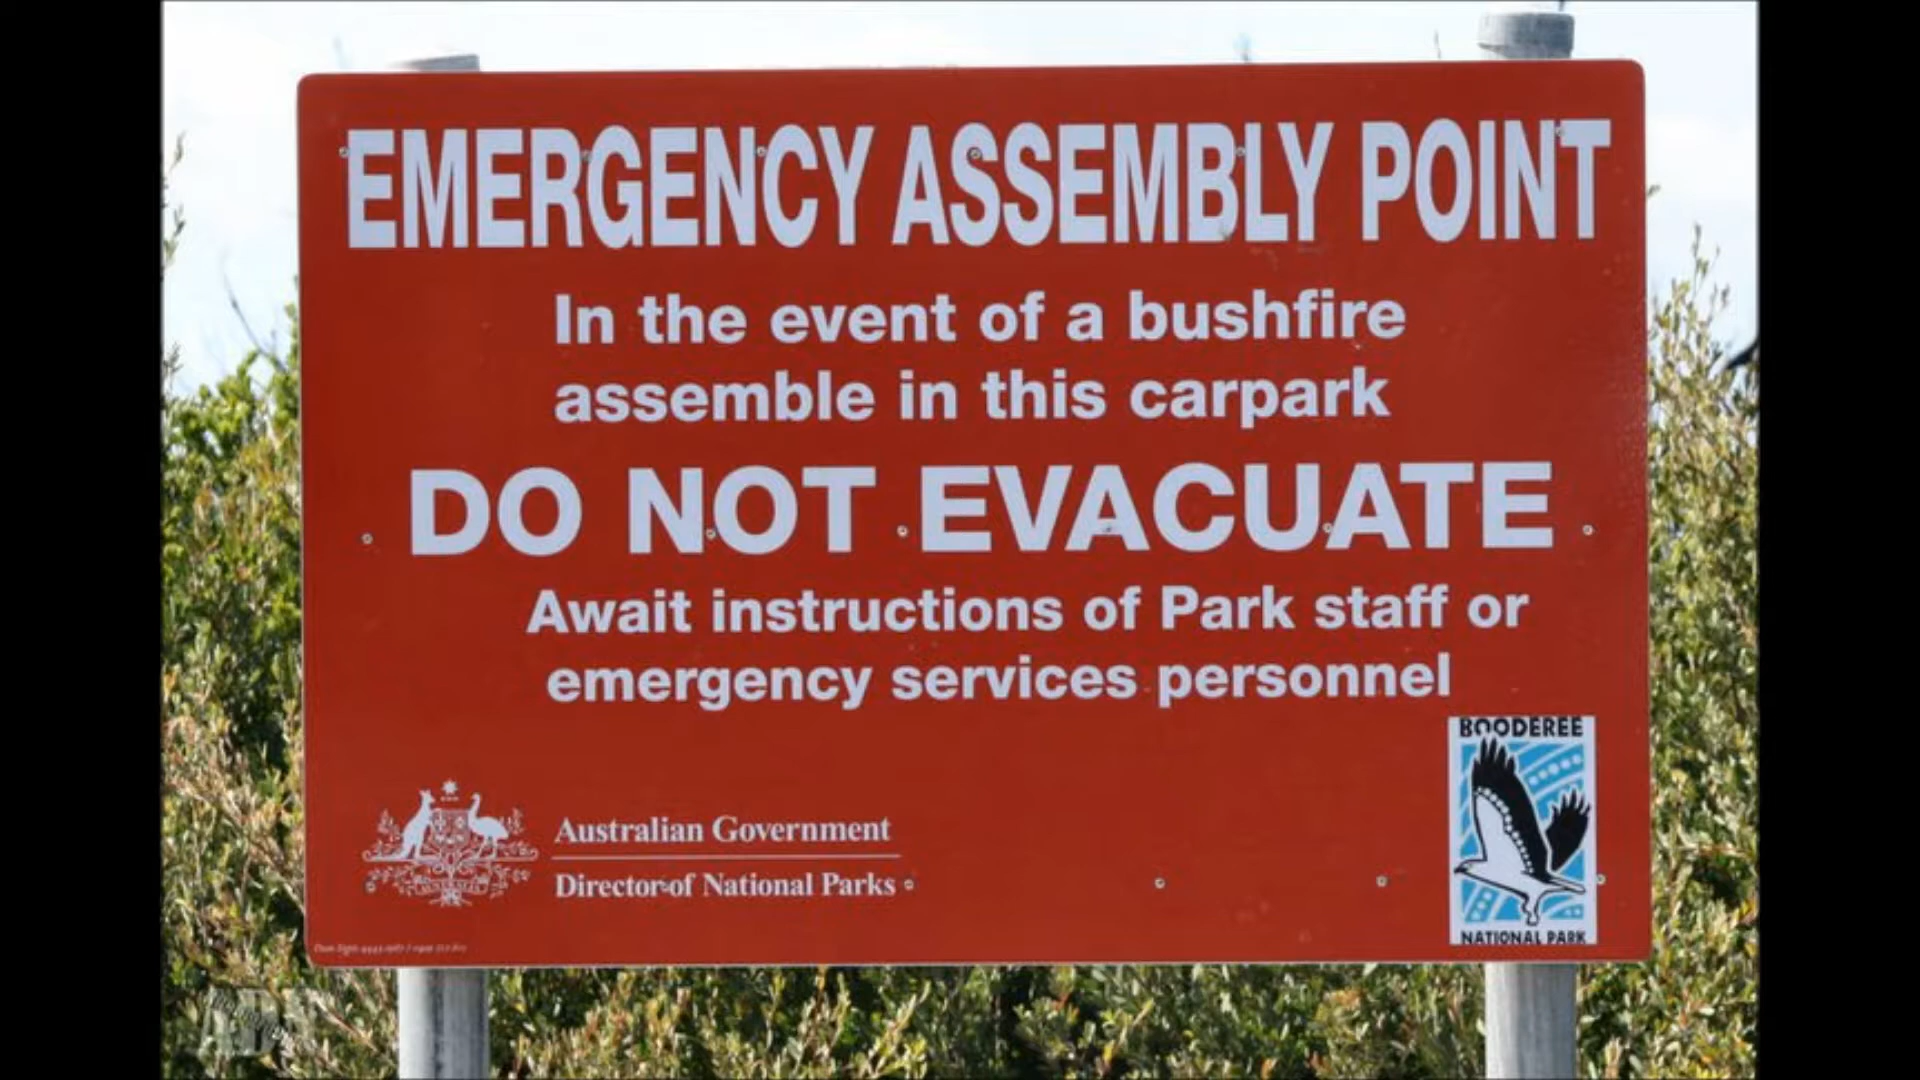 EMERGENCY ASSEMBLY POINT
In the event of a bushfire
assemble in this carpark
DO NOT EVACUATE
Await instructions of Park staff or
emergency services personnel
BOODEREE
NATIONAL PARK
Australian Government
Director of National Parks